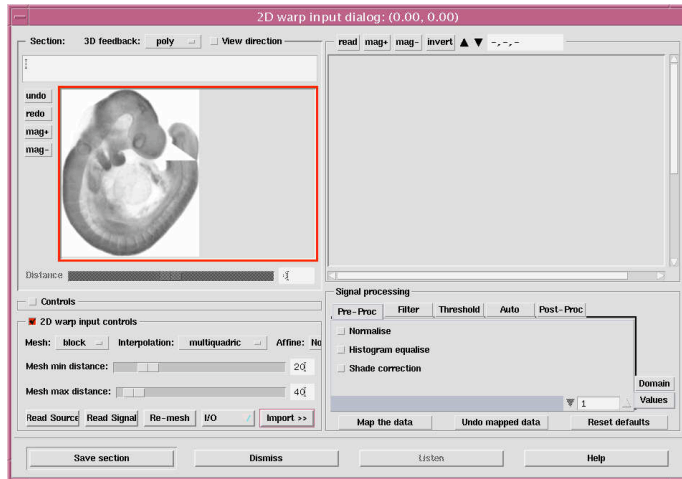 2D warp input dialog: (0.00, 0.00)
Section: 3D feedback: poly View direction
read mag+ mag- invert -,-,-
undo
redo
mag+
mag-
Distance
Controls
2D warp input controls
Mesh: block Interpolation: multiquadric Affine: No
Mesh min distance: 20
Mesh max distance: 40
Read Source Read Signal Re-mesh I/O Import >>
Signal processing
Pre-Proc Filter Threshold Auto Post-Proc
Normalise
Histogram equalise
Shade correction
Domain
Values
1
Map the data Undo mapped data Reset defaults
Save section Dismiss Listen Help